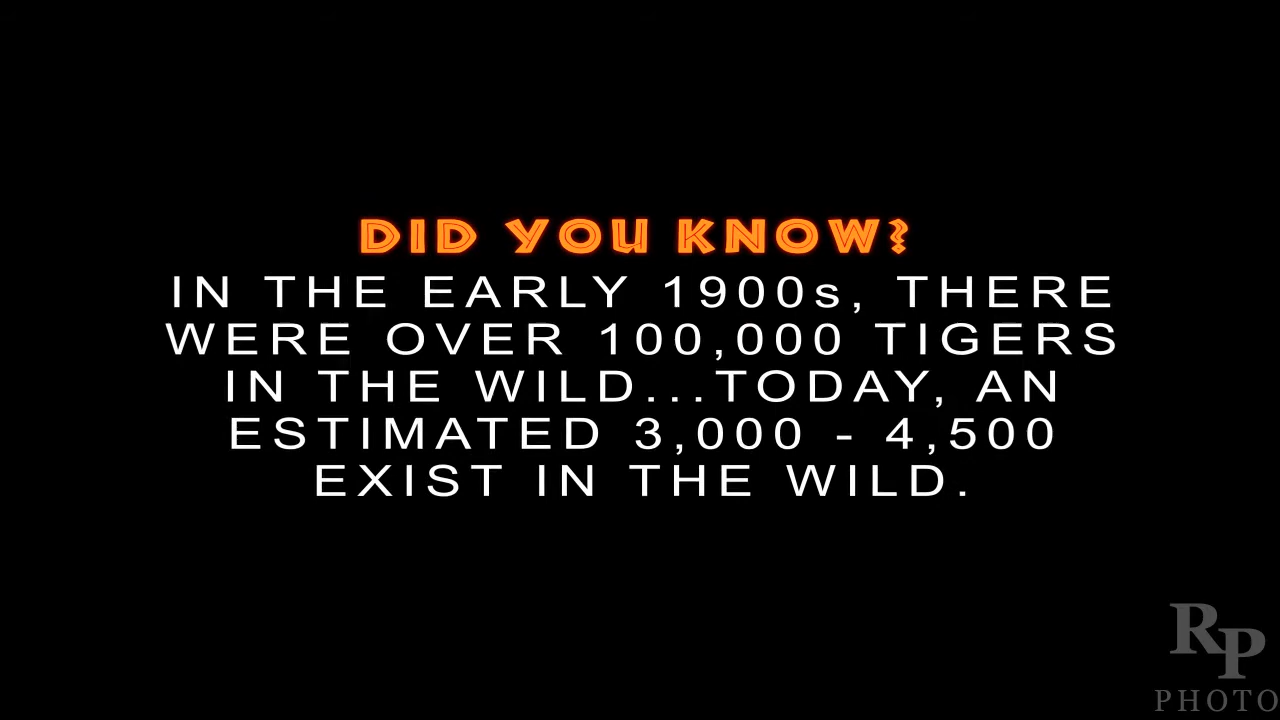 DID YOU KNOW?
IN THE EARLY 1900s, THERE
WERE OVER 100,000 TIGERS
IN THE WILD...TODAY, AN
ESTIMATED 3,000 - 4,500
EXIST IN THE WILD.
RP
PHOTO